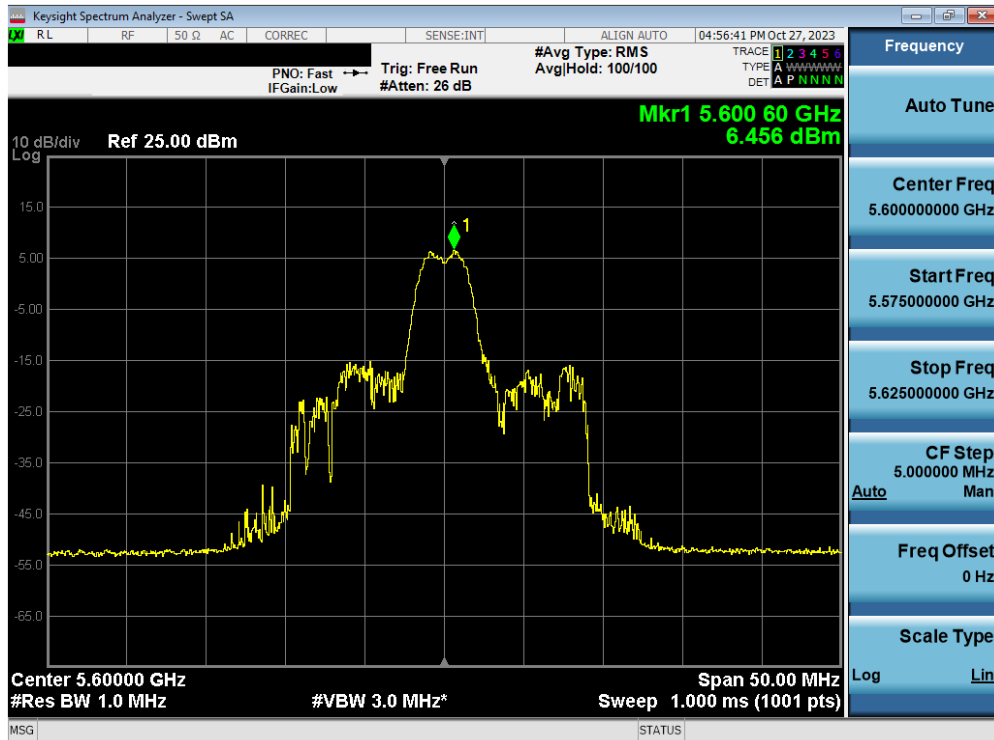 Keysight Spectrum Analyzer - Swept SA
LXI RL RF 50 Ω AC CORREC SENSE:INT ALIGN AUTO 04:56:41 PM Oct 27, 2023
PNO: Fast
IFGain:Low
Trig: Free Run
#Atten: 26 dB
#Avg Type: RMS
Avg|Hold: 100/100
TRACE 1 2 3 4 5 6
TYPE A WWWWW
DET A P N N N N
Mkr1 5.600 60 GHz
6.456 dBm
10 dB/div Ref 25.00 dBm
Log
15.0
1
5.00
-5.00
-15.0
-25.0
-35.0
-45.0
-55.0
-65.0
Center 5.60000 GHz Span 50.00 MHz
#Res BW 1.0 MHz #VBW 3.0 MHz* Sweep 1.000 ms (1001 pts)
MSG STATUS
Frequency
Auto Tune
Center Freq
5.600000000 GHz
Start Freq
5.575000000 GHz
Stop Freq
5.625000000 GHz
CF Step
5.000000 MHz
Auto Man
Freq Offset
0 Hz
Scale Type
Log Lin